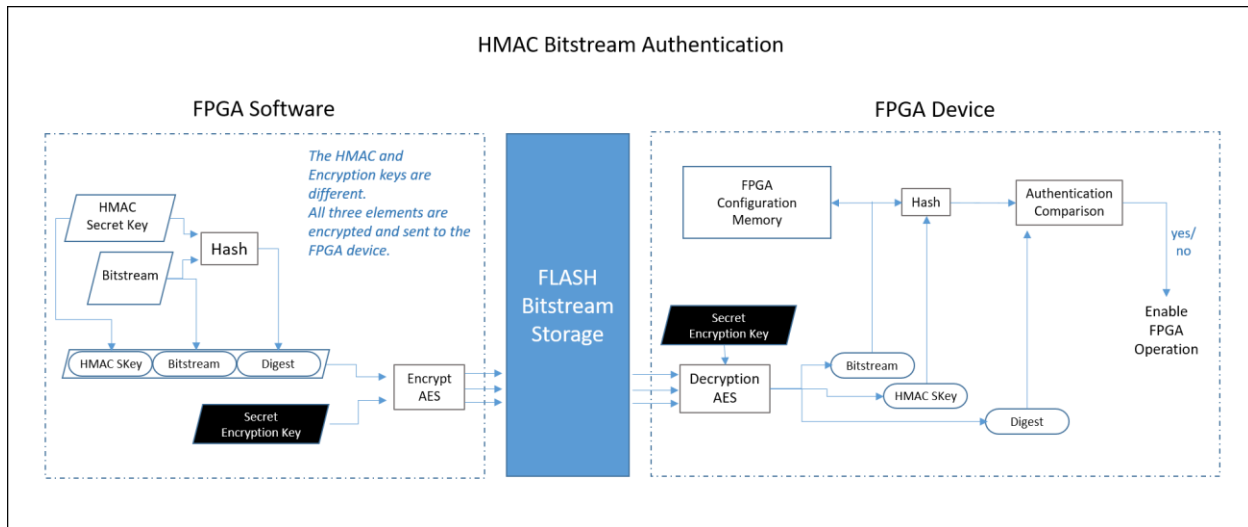 HMAC Bitstream Authentication
FPGA Software
The HMAC and
Encryption keys are
different.
All three elements are
encrypted and sent to the
FPGA device.
HMAC
Secret Key
Hash
Bitstream
HMAC SKey
Bitstream
Digest
Encrypt
AES
Secret
Encryption Key
FLASH
Bitstream
Storage
FPGA Device
FPGA
Configuration
Memory
Hash
Authentication
Comparison
yes/
no
Enable
FPGA
Operation
Secret
Encryption Key
Decryption
AES
Bitstream
HMAC SKey
Digest